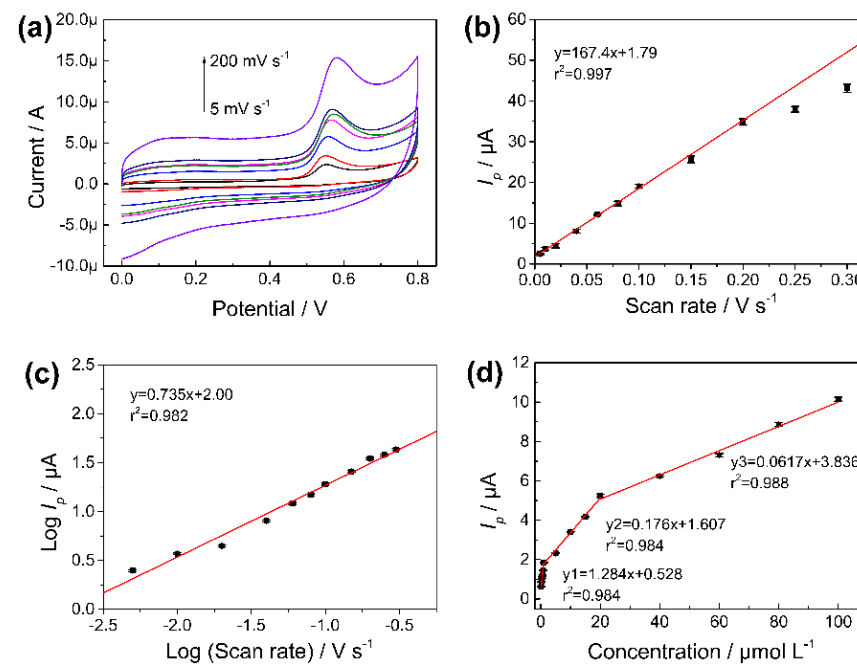 (a)
20.0µ
15.0µ
10.0µ
5.0µ
0.0
-5.0µ
-10.0µ
Current / A
200 mV s⁻¹
5 mV s⁻¹
0.0 0.2 0.4 0.6 0.8
Potential / V
(b)
60
50
40
30
20
10
0
Iₚ / µA
y=167.4x+1.79
r²=0.997
0.00 0.05 0.10 0.15 0.20 0.25 0.30
Scan rate / V s⁻¹
(c)
2.5
2.0
1.5
1.0
0.5
0.0
Log Iₚ / µA
y=0.735x+2.00
r²=0.982
-2.5 -2.0 -1.5 -1.0 -0.5
Log (Scan rate) / V s⁻¹
(d)
12
10
8
6
4
2
0
Iₚ / µA
y3=0.0617x+3.836
r²=0.988
y2=0.176x+1.607
r²=0.984
y1=1.284x+0.528
r²=0.984
0 20 40 60 80 100
Concentration / µmol L⁻¹